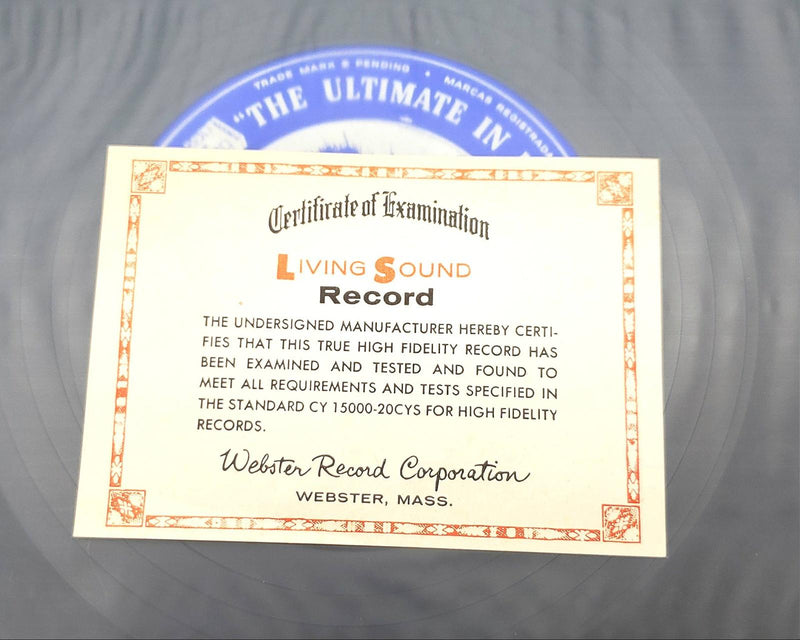 TRADE MARK & PENDING • MARCAS REGISTRADA
"THE ULTIMATE IN
Certificate of Examination
LIVING SOUND
Record
THE UNDERSIGNED MANUFACTURER HEREBY CERTI-
FIES THAT THIS TRUE HIGH FIDELITY RECORD HAS
BEEN EXAMINED AND TESTED AND FOUND TO
MEET ALL REQUIREMENTS AND TESTS SPECIFIED IN
THE STANDARD CY 15000-20CYS FOR HIGH FIDELITY
RECORDS.
Webster Record Corporation
WEBSTER, MASS.